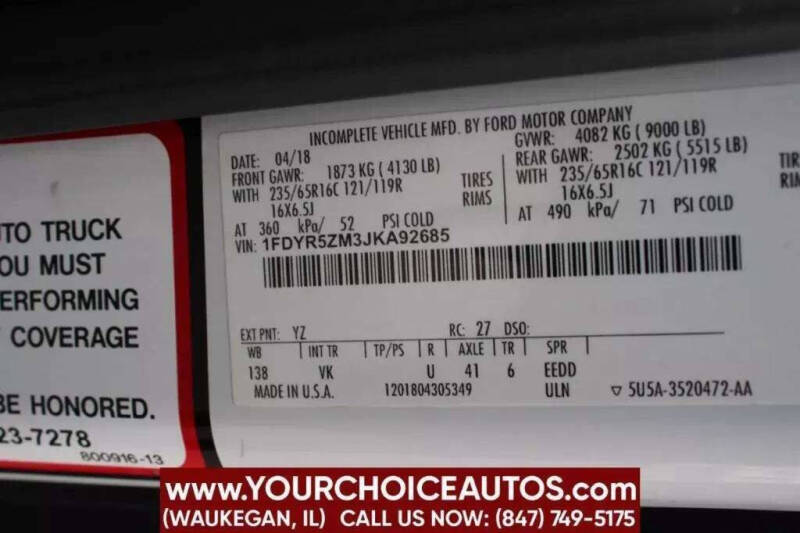 UTO TRUCK
OU MUST
ERFORMING
COVERAGE
BE HONORED.
23-7278
800916-13
INCOMPLETE VEHICLE MFD. BY FORD MOTOR COMPANY
DATE: 04/18
GVWR: 4082 KG ( 9000 LB)
FRONT GAWR: 1873 KG ( 4130 LB)
REAR GAWR: 2502 KG ( 5515 LB)
WITH 235/65R16C 121/119R TIRES
WITH 235/65R16C 121/119R TIRE
16X6.5J RIMS
16X6.5J RIM
AT 360 kPa/ 52 PSI COLD
AT 490 kPa/ 71 PSI COLD
VIN: 1FDYR5ZM3JKA92685
EXT PNT: YZ RC: 27 DSO:
WB INT TR TP/PS R AXLE TR SPR
138 VK U 41 6 EEDD
MADE IN U.S.A. 1201804305349 ULN ▽ 5U5A-3520472-AA
www.YOURCHOICEAUTOS.com
(WAUKEGAN, IL) CALL US NOW: (847) 749-5175